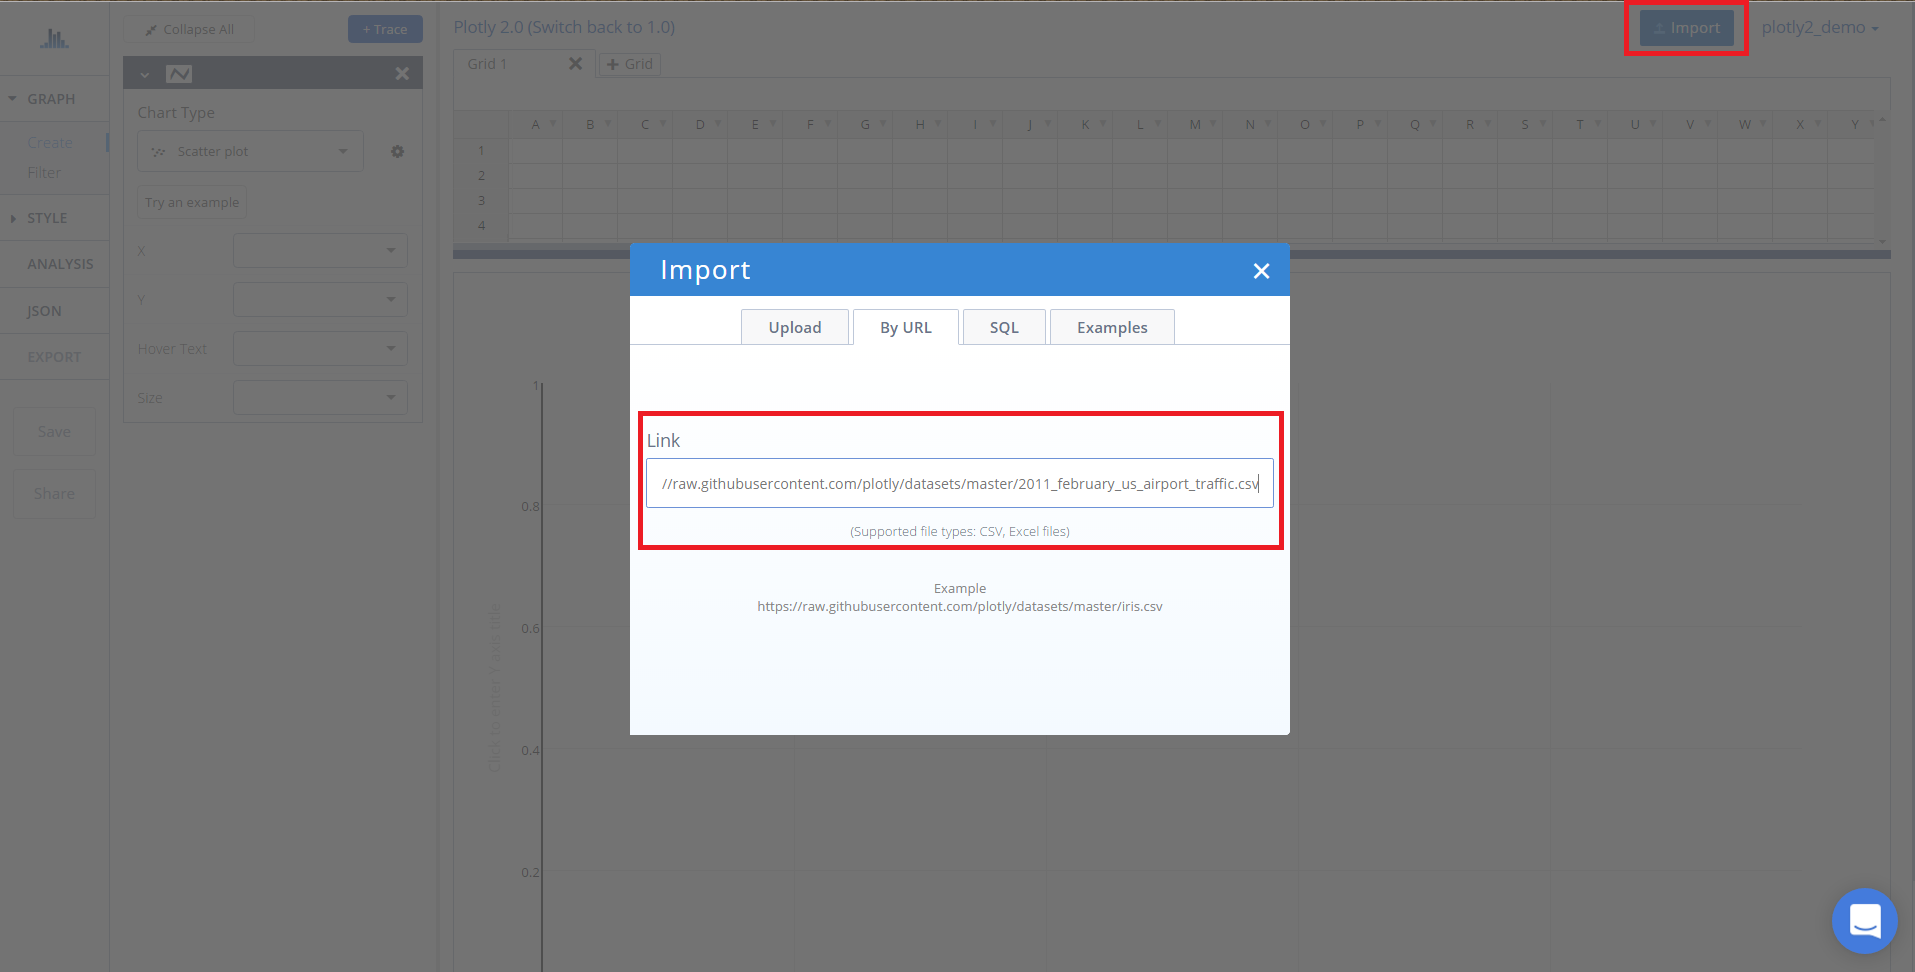 Collapse All
+ Trace
Plotly 2.0 (Switch back to 1.0)
Import
plotly2_demo
Grid 1
+ Grid
GRAPH
Create
Filter
STYLE
ANALYSIS
JSON
EXPORT
Save
Share
Chart Type
Scatter plot
Try an example
X
Y
Hover Text
Size
A B C D E F G H I J K L M N O P Q R S T U V W X Y
1
2
3
4
Import
Upload
By URL
SQL
Examples
Link
//raw.githubusercontent.com/plotly/datasets/master/2011_february_us_airport_traffic.csv
(Supported file types: CSV, Excel files)
Example
https://raw.githubusercontent.com/plotly/datasets/master/iris.csv
1
0.8
0.6
0.4
0.2
Click to enter Y axis title